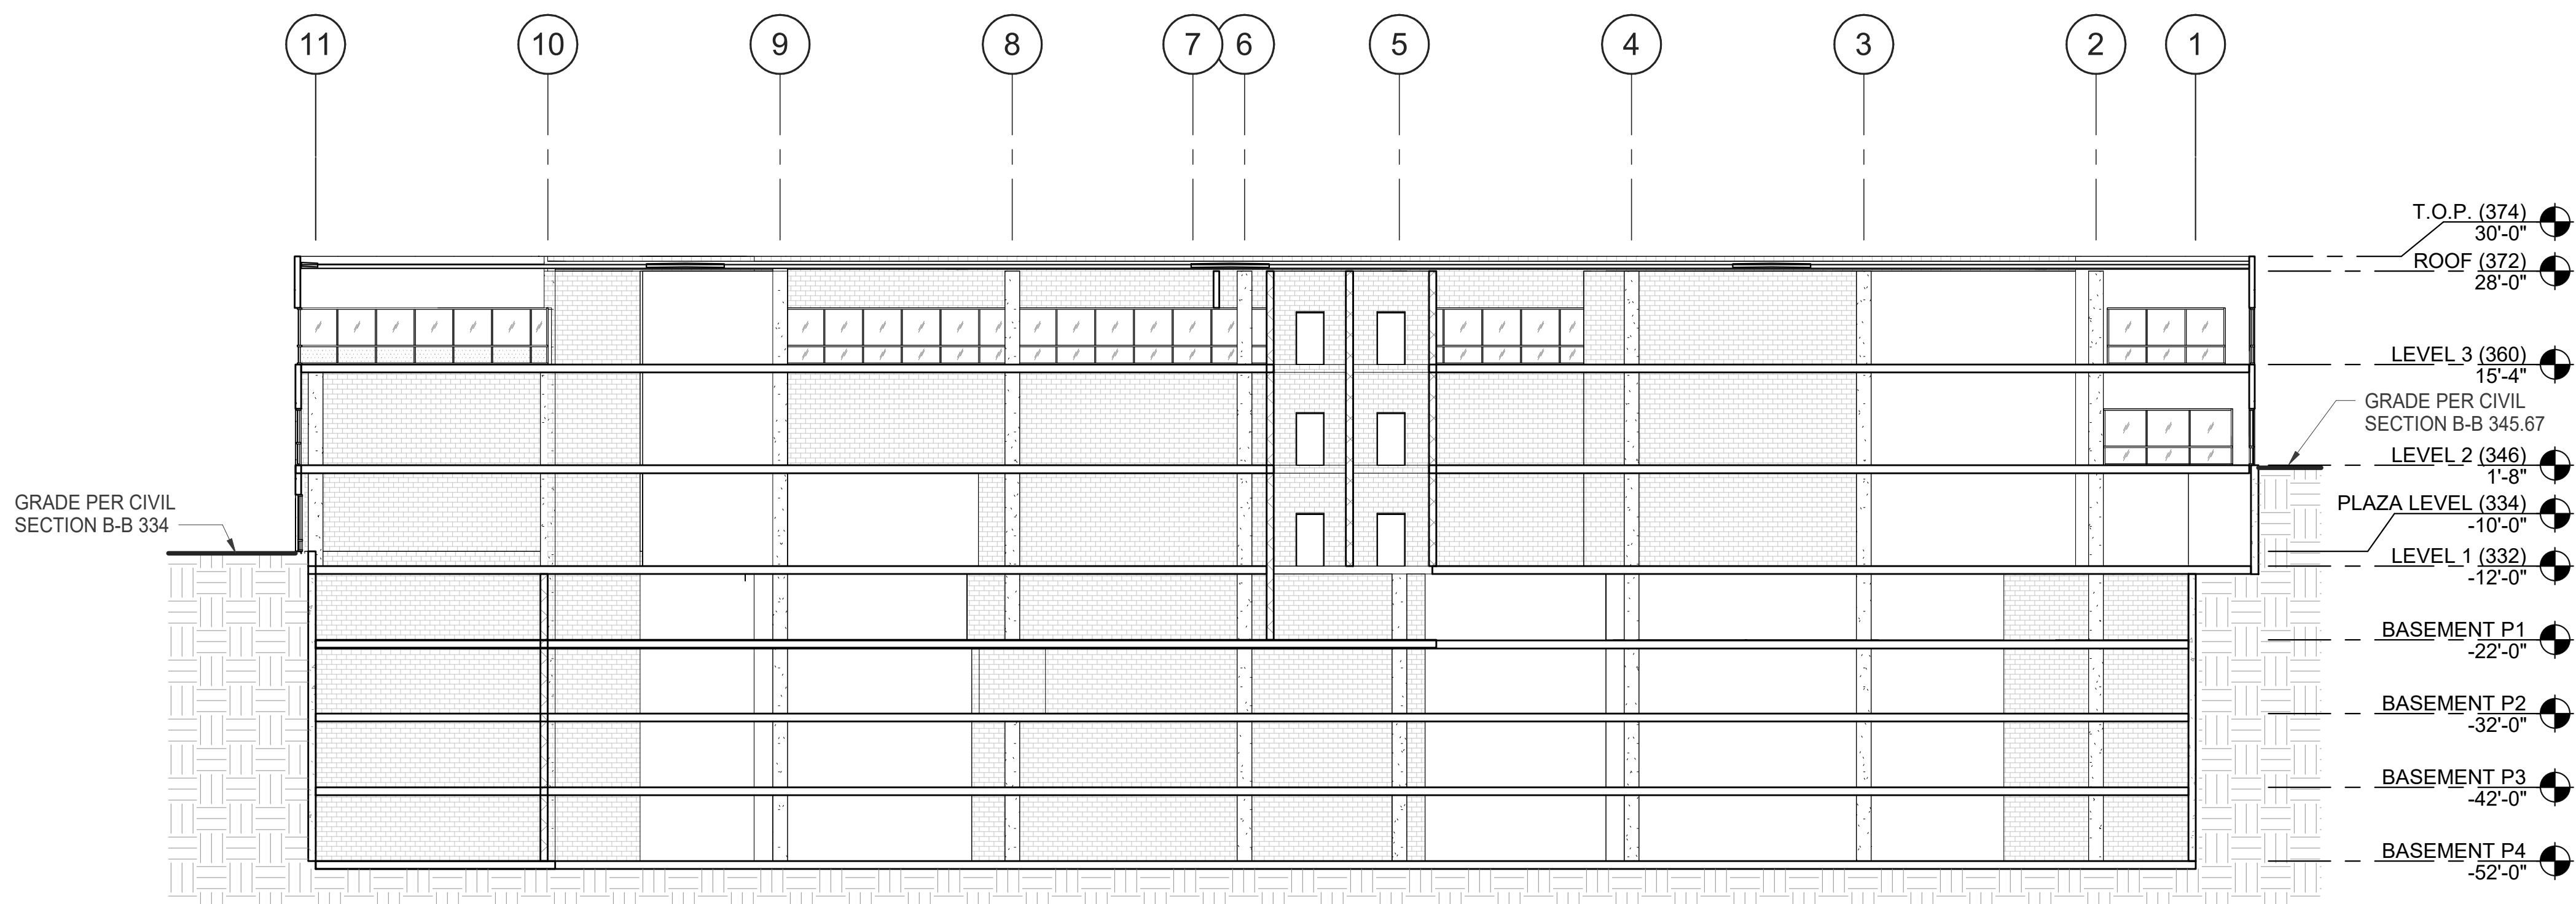 11
10
9
8
7
6
5
4
3
2
1
T.O.P. (374)
30'-0"
ROOF (372)
28'-0"
LEVEL 3 (360)
15'-4"
GRADE PER CIVIL
SECTION B-B 345.67
LEVEL 2 (346)
1'-8"
GRADE PER CIVIL
SECTION B-B 334
PLAZA LEVEL (334)
-10'-0"
LEVEL 1 (332)
-12'-0"
BASEMENT P1
-22'-0"
BASEMENT P2
-32'-0"
BASEMENT P3
-42'-0"
BASEMENT P4
-52'-0"